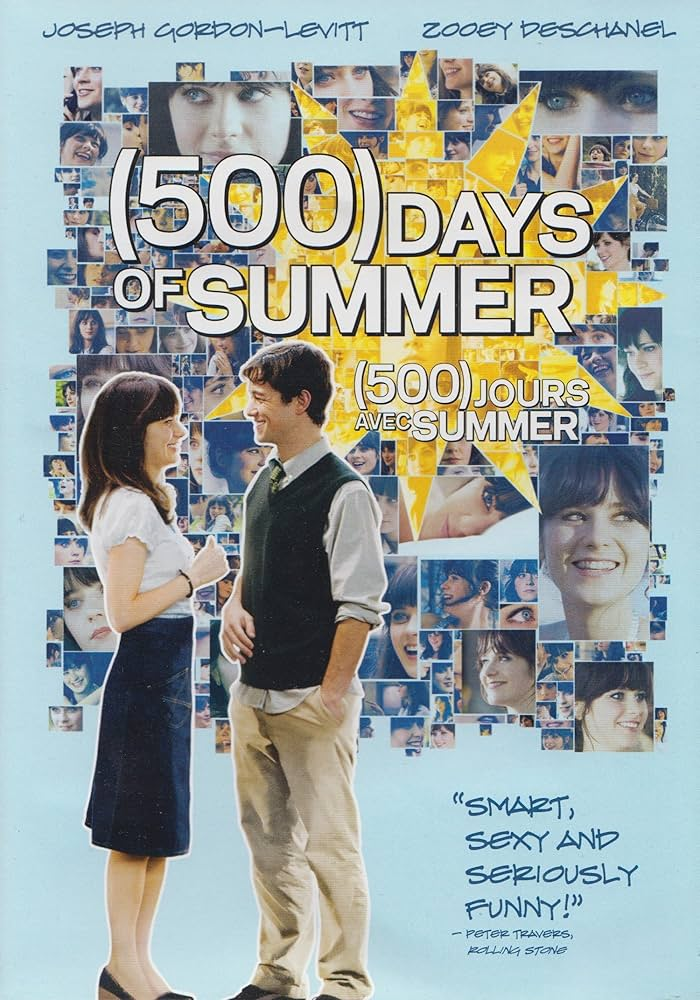 JOSEPH GORDON-LEVITT ZOOEY DESCHANEL
(500) DAYS
OF SUMMER
(500) JOURS
AVEC SUMMER
“SMART,
SEXY AND
SERIOUSLY
FUNNY!”
– PETER TRAVERS,
ROLLING STONE